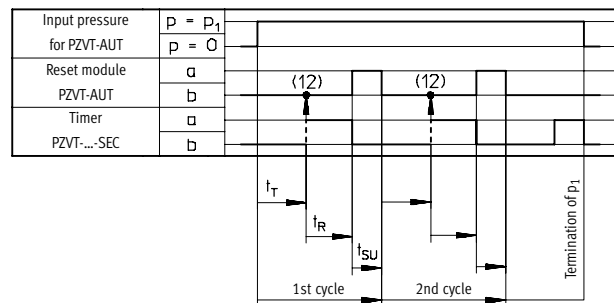 Input pressure
for PZVT-AUT
p = p1
p = 0
Reset module
PZVT-AUT
a
b
(12)
(12)
Timer
PZVT-...-SEC
a
b
tT
tR
tSU
Termination of p1
1st cycle
2nd cycle